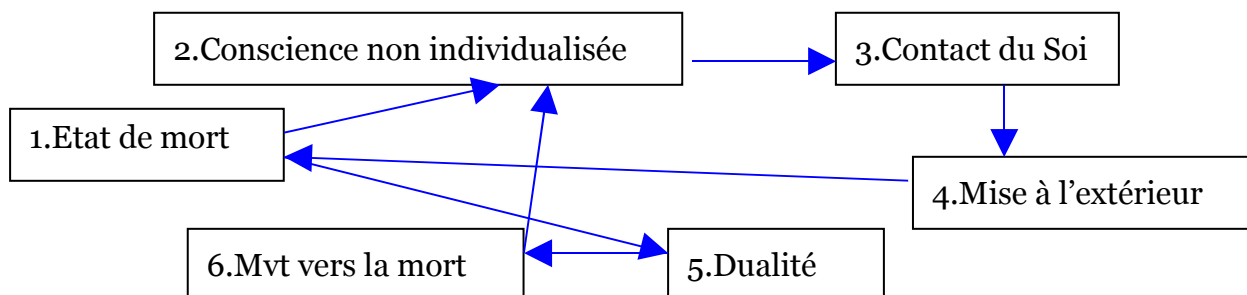 2.Conscience non individualisée
3.Contact du Soi
1.Etat de mort
4.Mise à l’extérieur
6.Mvt vers la mort
5.Dualité